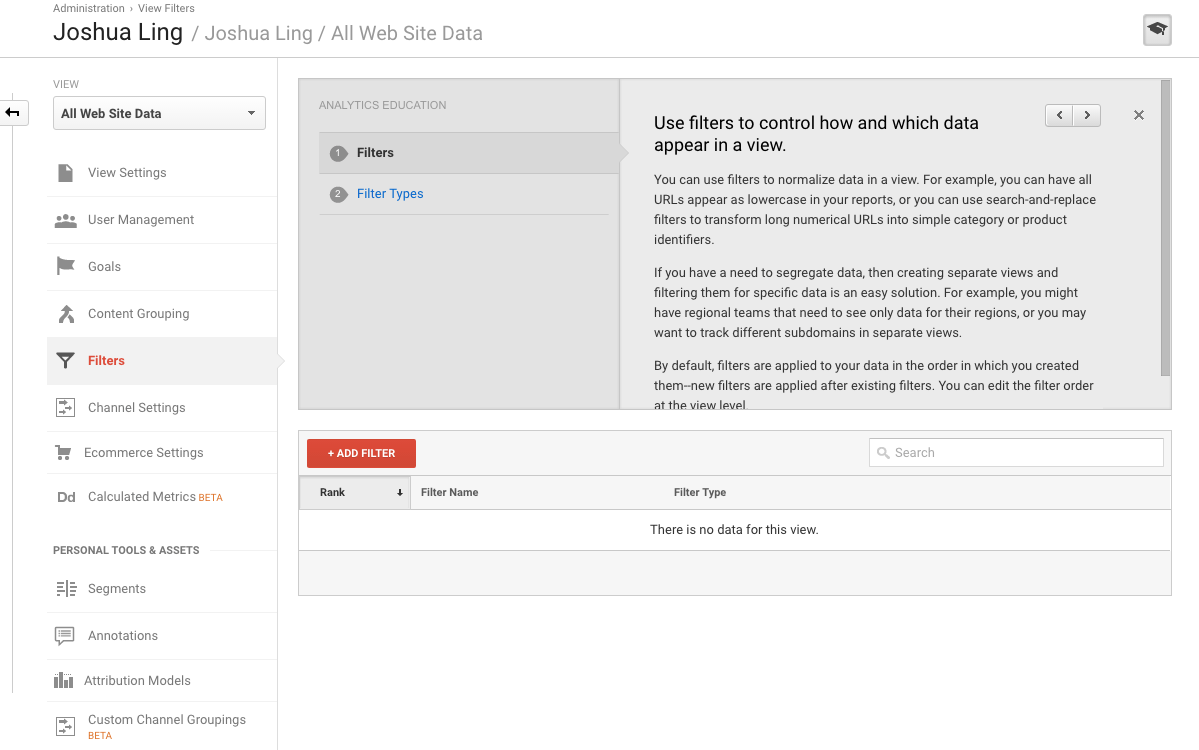 Administration › View Filters
Joshua Ling / Joshua Ling / All Web Site Data
VIEW
All Web Site Data
View Settings
User Management
Goals
Content Grouping
Filters
Channel Settings
Ecommerce Settings
Dd Calculated Metrics BETA
PERSONAL TOOLS & ASSETS
Segments
Annotations
Attribution Models
Custom Channel Groupings
BETA
ANALYTICS EDUCATION
1 Filters
2 Filter Types
Use filters to control how and which data
appear in a view.
You can use filters to normalize data in a view. For example, you can have all
URLs appear as lowercase in your reports, or you can use search-and-replace
filters to transform long numerical URLs into simple category or product
identifiers.
If you have a need to segregate data, then creating separate views and
filtering them for specific data is an easy solution. For example, you might
have regional teams that need to see only data for their regions, or you may
want to track different subdomains in separate views.
By default, filters are applied to your data in the order in which you created
them--new filters are applied after existing filters. You can edit the filter order
at the view level.
+ ADD FILTER
Search
Rank Filter Name Filter Type
There is no data for this view.